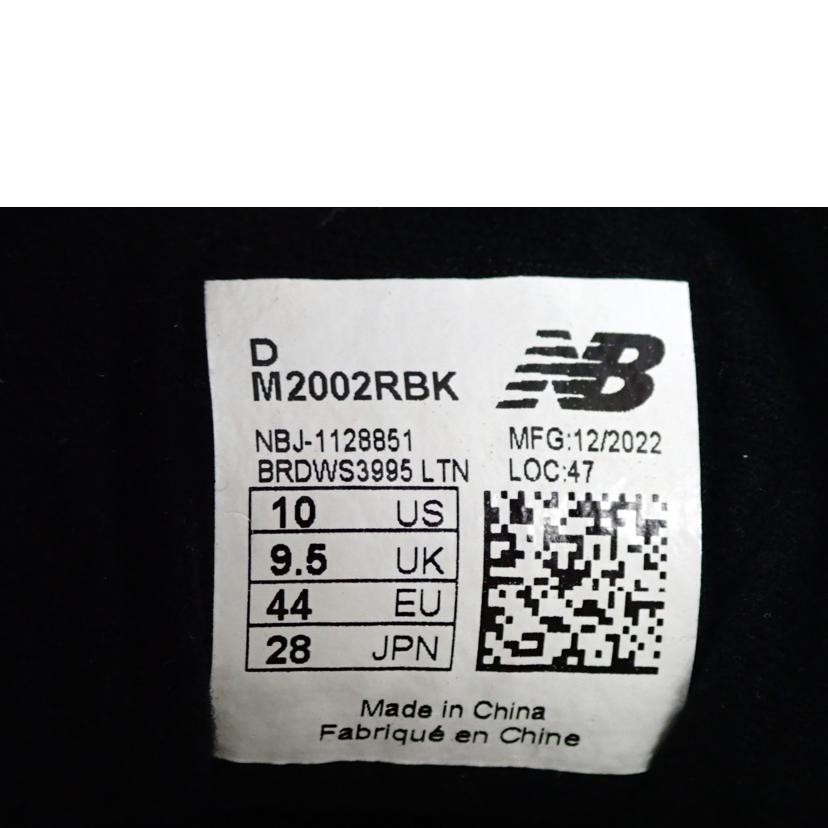 D
M2002RBK
NB
NBJ-1128851
MFG:12/2022
BRDWS3995 LTN
LOC:47
10 US
9.5 UK
44 EU
28 JPN
Made in China
Fabriqué en Chine